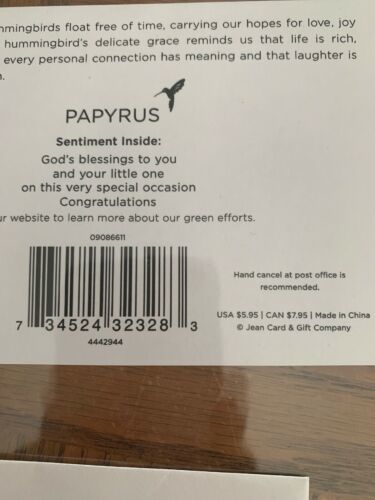 mmingbirds float free of time, carrying our hopes for love, joy
hummingbird's delicate grace reminds us that life is rich,
every personal connection has meaning and that laughter is
PAPYRUS
Sentiment Inside:
God's blessings to you
and your little one
on this very special occasion
Congratulations
ur website to learn more about our green efforts.
09086611
Hand cancel at post office is
recommended.
7 34524 32328 3
USA $5.95 | CAN $7.95 | Made in China
© Jean Card & Gift Company
4442944